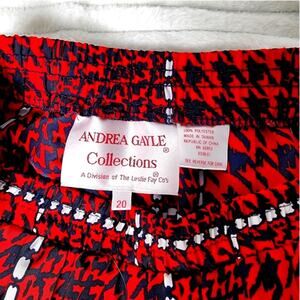 ANDREA GAYLE
®
Collections®
A Division of The Leslie Fay Co's
20
100% POLYESTER
MADE IN TAIWAN
REPUBLIC OF CHINA
SEE REVERSE FOR CARE